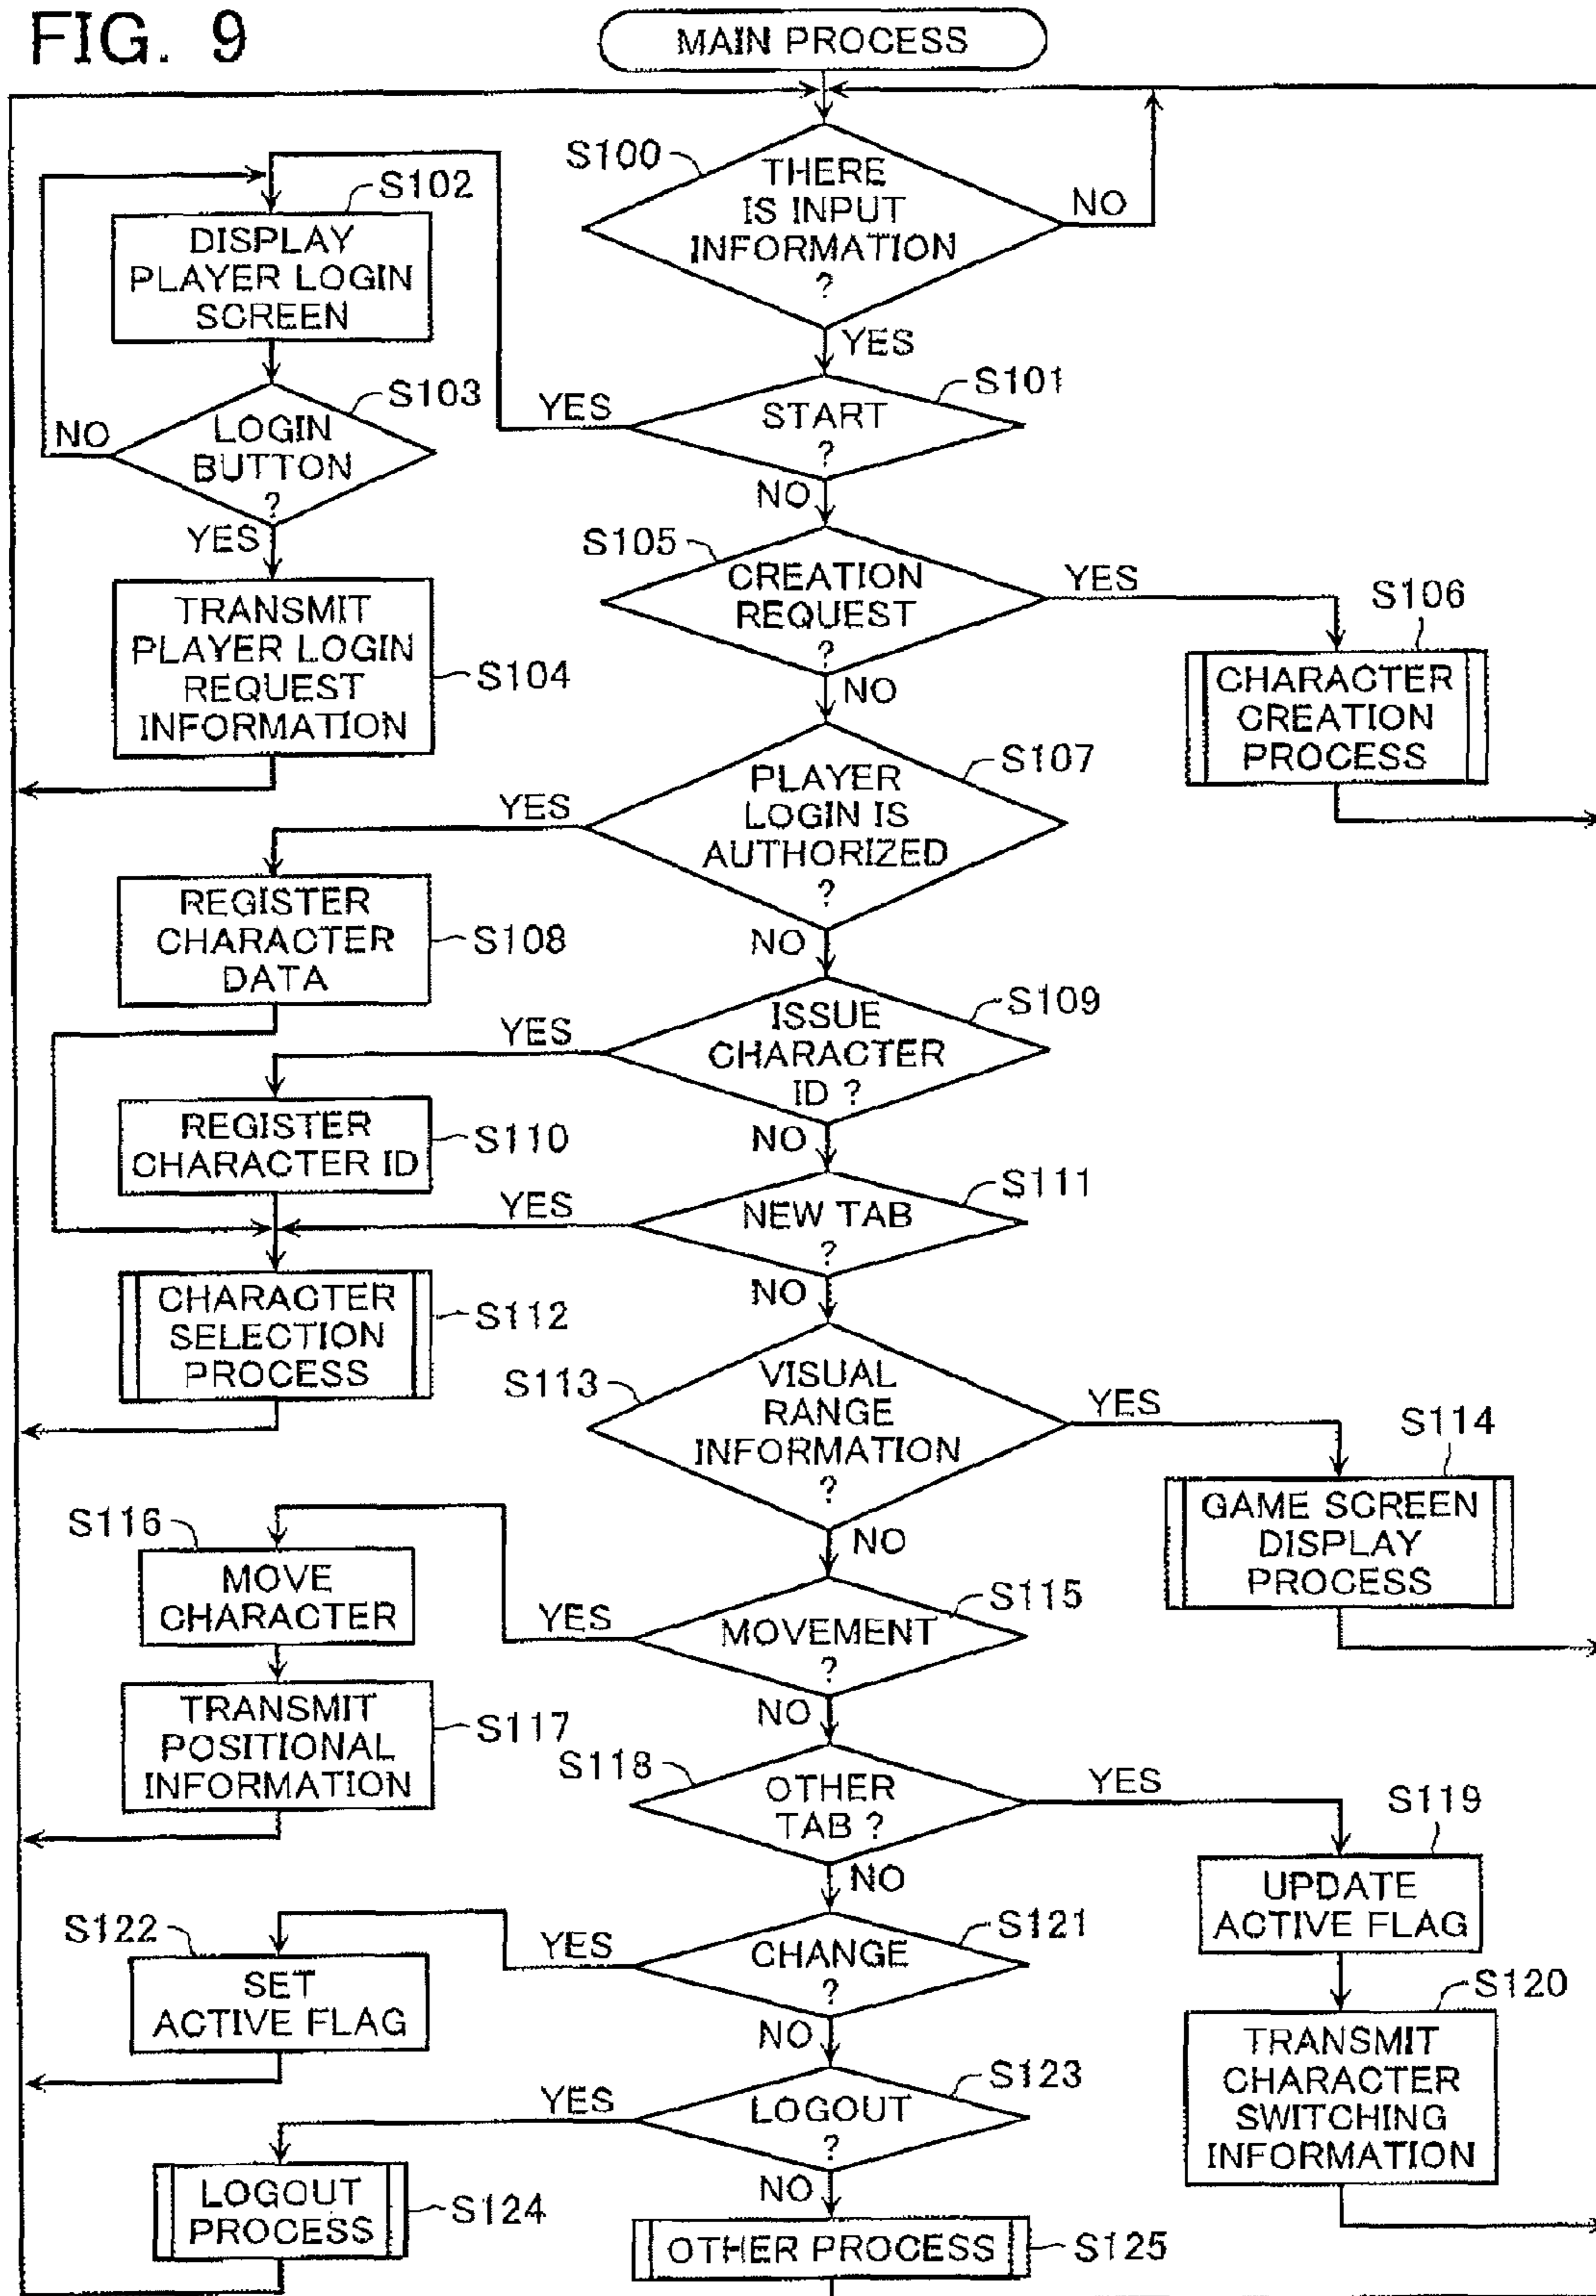 FIG. 9
MAIN PROCESS
S100
THERE
IS INPUT
INFORMATION
?
NO
YES
S101
START
?
YES
NO
S102
DISPLAY
PLAYER LOGIN
SCREEN
S103
LOGIN
BUTTON
?
NO
YES
TRANSMIT
PLAYER LOGIN
REQUEST
INFORMATION
S104
S105
CREATION
REQUEST
?
YES
NO
S106
CHARACTER
CREATION
PROCESS
S107
PLAYER
LOGIN IS
AUTHORIZED
?
YES
NO
REGISTER
CHARACTER
DATA
S108
S109
ISSUE
CHARACTER
ID ?
YES
NO
REGISTER
CHARACTER ID
S110
S111
NEW TAB
?
YES
NO
CHARACTER
SELECTION
PROCESS
S112
S113
VISUAL
RANGE
INFORMATION
?
YES
NO
S114
GAME SCREEN
DISPLAY
PROCESS
S115
MOVEMENT
?
YES
NO
S116
MOVE
CHARACTER
TRANSMIT
POSITIONAL
INFORMATION
S117
S118
OTHER
TAB ?
YES
NO
S119
UPDATE
ACTIVE FLAG
S120
TRANSMIT
CHARACTER
SWITCHING
INFORMATION
S121
CHANGE
?
YES
NO
S122
SET
ACTIVE FLAG
S123
LOGOUT
?
YES
NO
LOGOUT
PROCESS
S124
OTHER PROCESS
S125